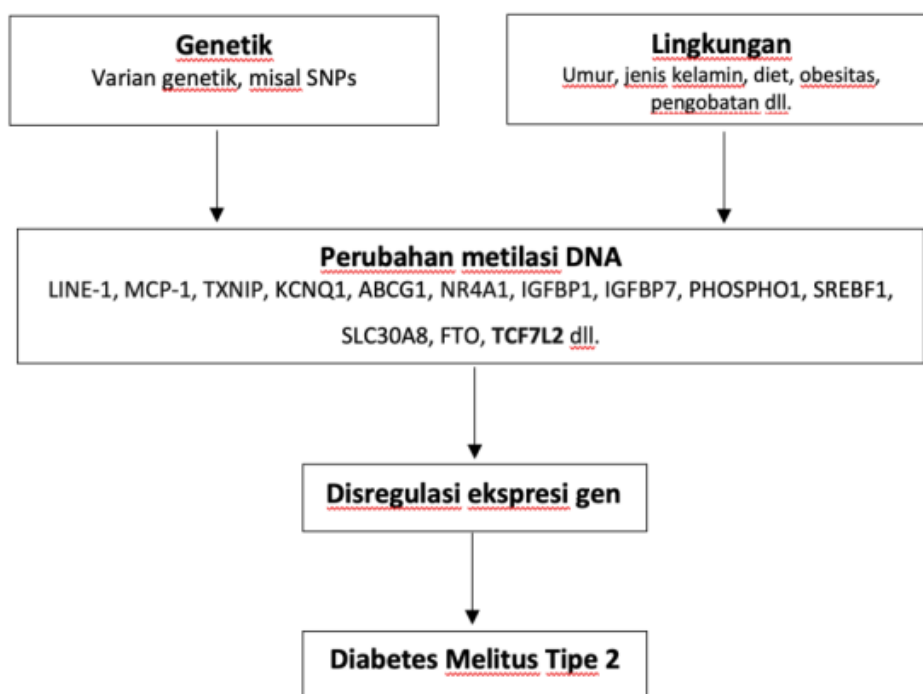 Genetik
Varian genetik, misal SNPs
Lingkungan
Umur, jenis kelamin, diet, obesitas,
pengobatan dll.
Perubahan metilasi DNA
LINE-1, MCP-1, TXNIP, KCNQ1, ABCG1, NR4A1, IGFBP1, IGFBP7, PHOSPHO1, SREBF1,
SLC30A8, FTO, TCF7L2 dll.
Disregulasi ekspresi gen
Diabetes Melitus Tipe 2